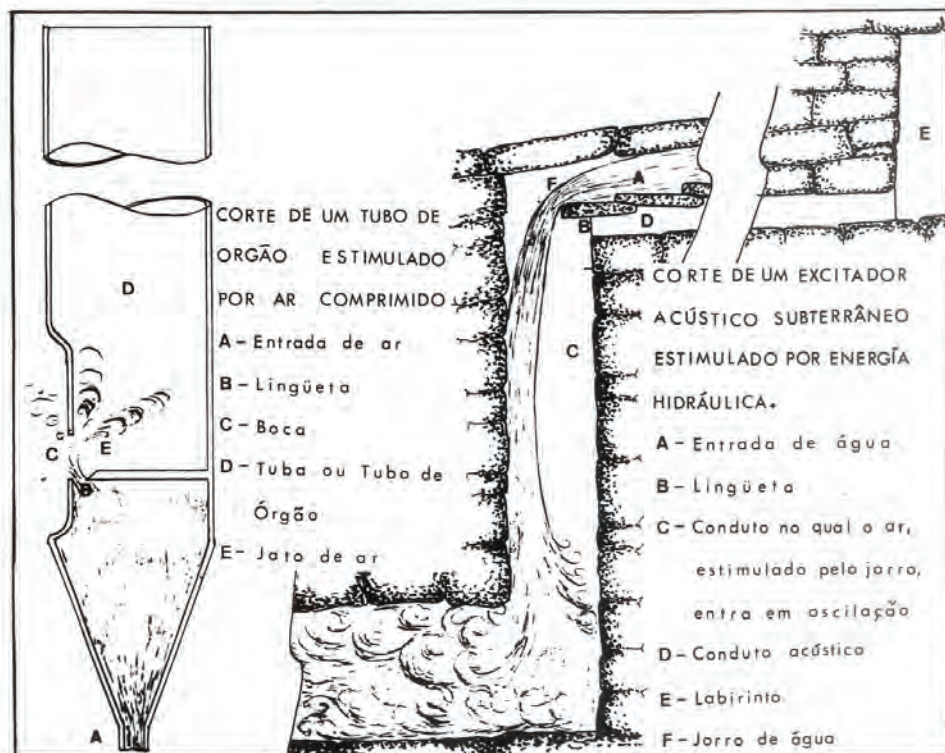 CORTE DE UM TUBO DE
ORGÃO ESTIMULADO
POR AR COMPRIMIDO
A – Entrada de ar
B – Lingüeta
C – Boca
D – Tuba ou Tubo de
Órgão
E – Jato de ar
D
C
E
B
A
F
A
B
D
E
C
CORTE DE UM EXCITADOR
ACÚSTICO SUBTERRÂNEO
ESTIMULADO POR ENERGÍA
HIDRÁULICA.
A – Entrada de água
B – Lingüeta
C – Conduto no qual o ar,
estimulado pelo jorro,
entra em oscilação
D – Conduto acústico
E – Labirinto
F – Jorro de água